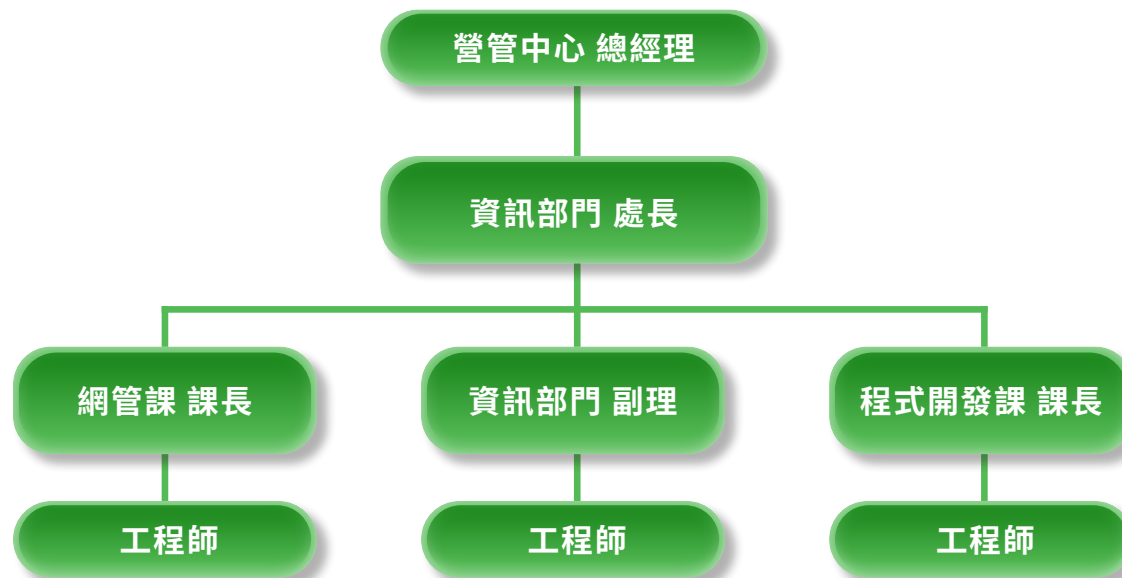 營管中心 總經理
資訊部門 處長
網管課 課長
資訊部門 副理
程式開發課 課長
工程師
工程師
工程師